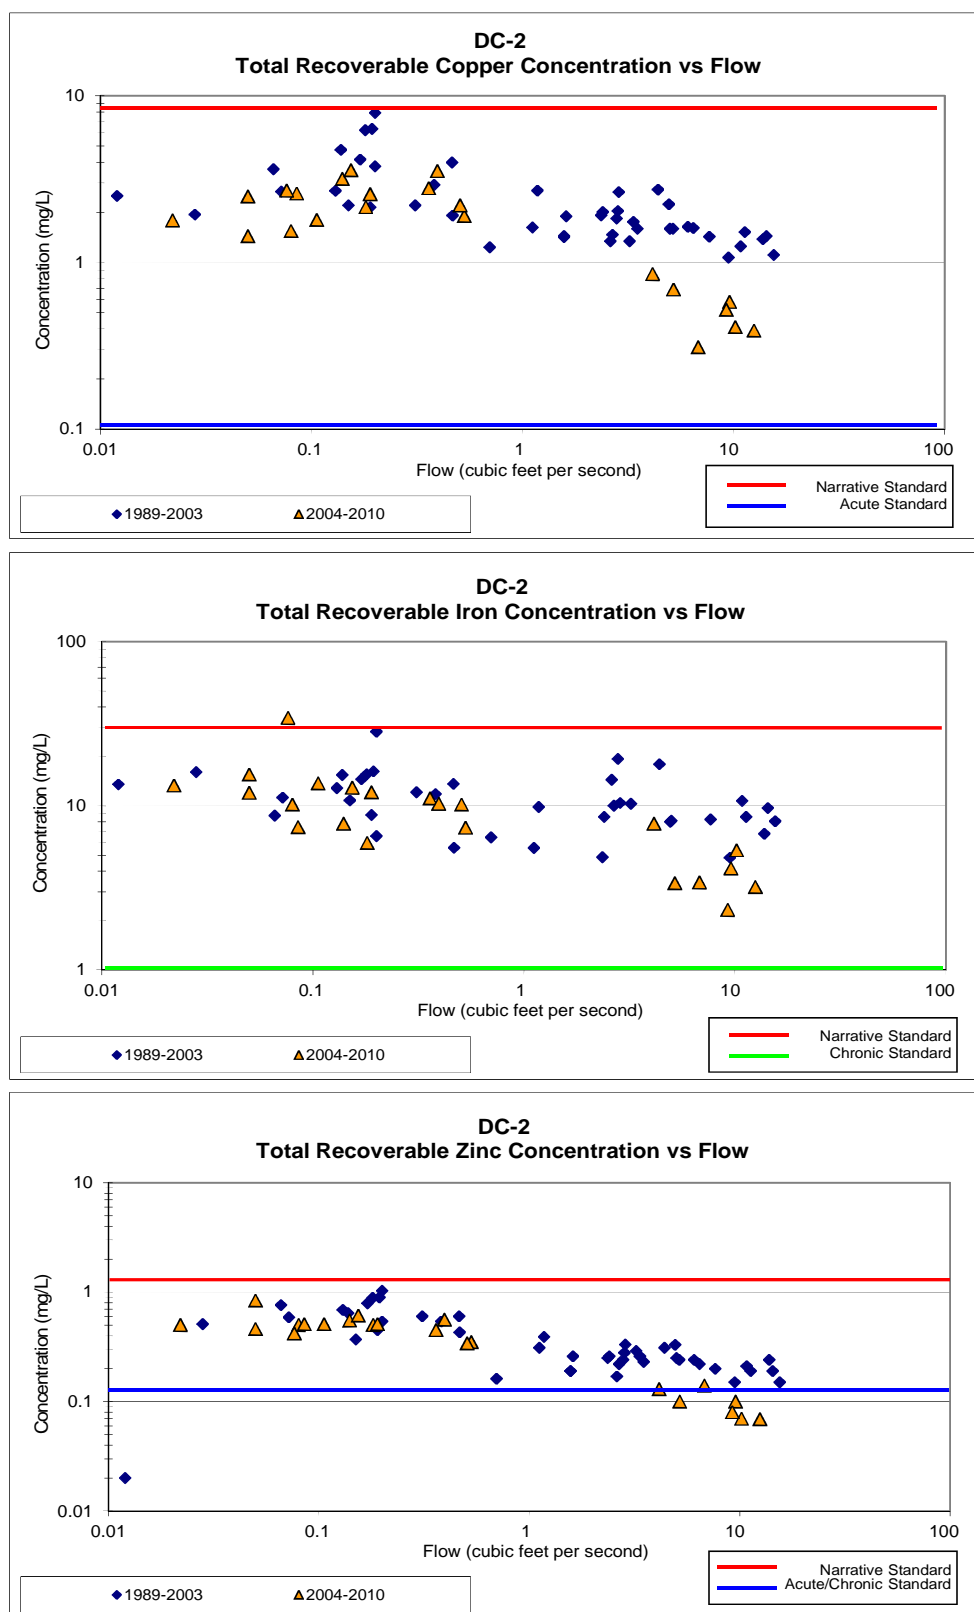 DC-2
Total Recoverable Copper Concentration vs Flow
10
1
0.1
Concentration (mg/L)
0.01 0.1 1 10 100
Flow (cubic feet per second)
1989-2003 2004-2010
Narrative Standard
Acute Standard
DC-2
Total Recoverable Iron Concentration vs Flow
100
10
1
Concentration (mg/L)
0.01 0.1 1 10 100
Flow (cubic feet per second)
1989-2003 2004-2010
Narrative Standard
Chronic Standard
DC-2
Total Recoverable Zinc Concentration vs Flow
10
1
0.1
0.01
Concentration (mg/L)
0.01 0.1 1 10 100
Flow (cubic feet per second)
1989-2003 2004-2010
Narrative Standard
Acute/Chronic Standard